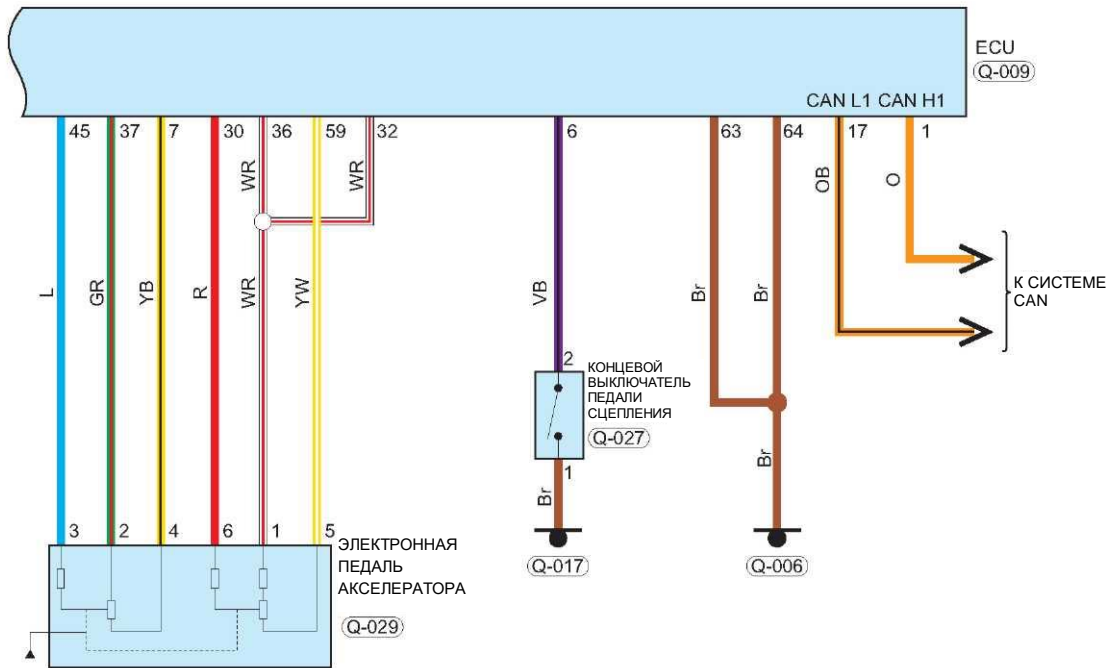 ECU
Q-009
CAN L1 CAN H1
45 37 7 30 36 59 32 6 63 64 17 1
WR WR OB O
L GR YB R WR YW VB Br Br
К СИСТЕМЕ
CAN
2
КОНЦЕВОЙ
ВЫКЛЮЧАТЕЛЬ
ПЕДАЛИ
СЦЕПЛЕНИЯ
Q-027
1
Br Br
3 2 4 6 1 5
ЭЛЕКТРОННАЯ
ПЕДАЛЬ
АКСЕЛЕРАТОРА
Q-029
Q-017 Q-006